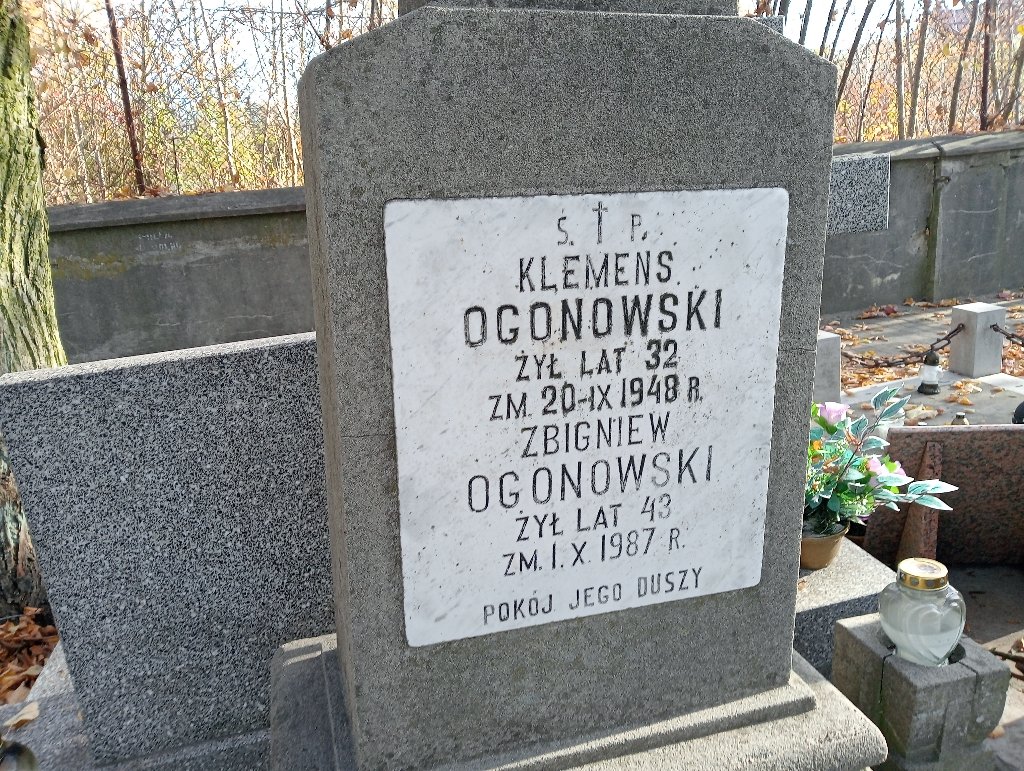 Ś. † P.
KLEMENS
OGONOWSKI
ŻYŁ LAT 32
ZM. 20-IX 1948 R.
ZBIGNIEW
OGONOWSKI
ŻYŁ LAT 43
ZM. 1. X. 1987 R.
POKÓJ JEGO DUSZY